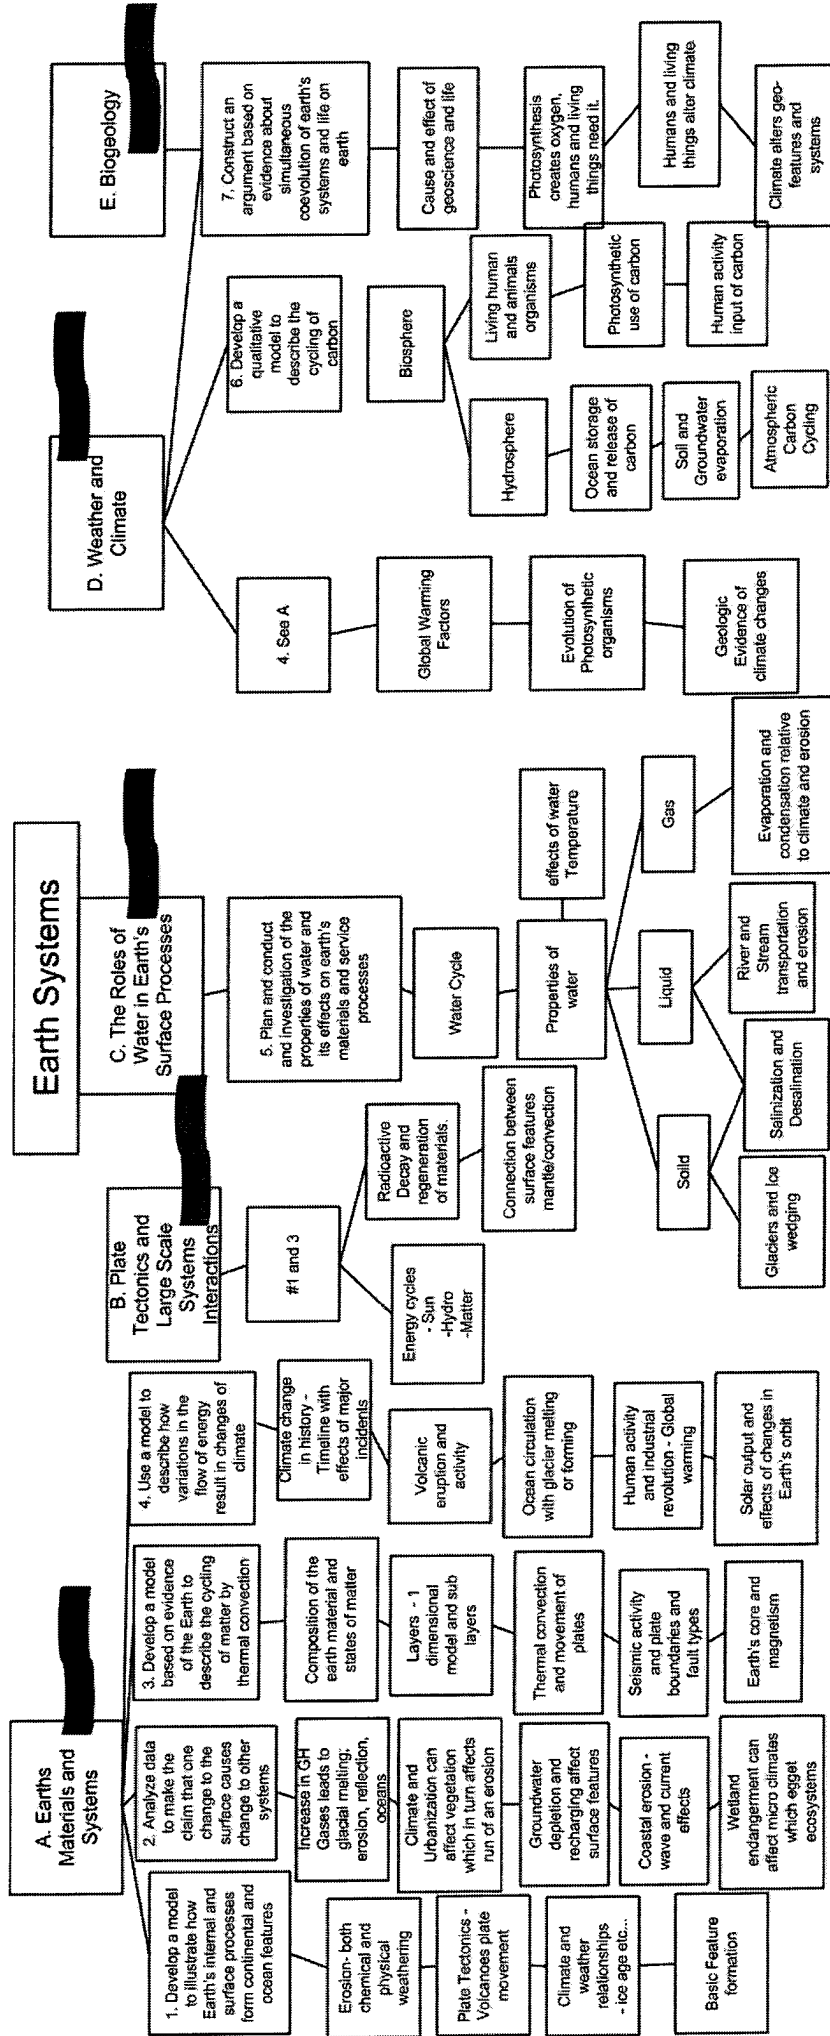 Earth Systems
A. Earths
Materials and
Systems
1. Develop a model
to illustrate how
Earth's internal and
surface processes
form continental and
ocean features
Erosion- both
chemical and
physical
weathering
Plate Tectonics -
Volcanoes plate
movement
Climate and
weather
relationships
- ice age etc...
Basic Feature
formation
2. Analyze data
to make the
claim that one
change to the
surface causes
change to other
systems
Increase in GH
Gases leads to
glacial melting;
erosion, reflection,
oceans
Climate and
Urbanization can
affect vegetation
which in turn affects
run of an erosion
Groundwater
depletion and
recharging affect
surface features
Coastal erosion -
wave and current
effects
Wetland
endangerment can
affect micro climates
which egget
ecosystems
3. Develop a model
based on evidence
of the Earth to
describe the cycling
of matter by
thermal convection
Composition of the
earth material and
states of matter
Layers - 1
dimensional
model and sub
layers
Thermal convection
and movement of
plates
Seismic activity
and plate
boundaries and
fault types
Earth's core and
magnetism
4. Use a model to
describe how
variations in the
flow of energy
result in changes of
climate
Climate change
in history -
Timeline with
effects of major
incidents
Volcanic
eruption and
activity
Ocean circulation
with glacier melting
or forming
Human activity
and industrial
revolution - Global
warming
Solar output and
effects of changes in
Earth's orbit
B. Plate
Tectonics and
Large Scale
Systems
Interactions
#1 and 3
Energy cycles
- Sun
-Hydro
-Matter
Radioactive
Decay and
regeneration
of materials.
Connection between
surface features
mantle/convection
C. The Roles of
Water in Earth's
Surface Processes
5. Plan and conduct
and investigation of the
properties of water and
its effects on earth's
materials and service
processes
Water Cycle
Properties of
water
effects of water
Temperature
Soild
Liquid
Gas
Glaciers and Ice
wedging
Salinization and
Desalination
River and
Stream
transportation
and erosion
Evaporation and
condensation relative
to climate and erosion
D. Weather and
Climate
4. See A
Global Warming
Factors
Evolution of
Photosynthetic
organisms
Geologic
Evidence of
climate changes
6. Develop a
qualitative
model to
describe the
cycling of
carbon
Biosphere
Hydrosphere
Ocean storage
and release of
carbon
Soil and
Groundwater
evaporation
Atmospheric
Carbon
Cycling
Living human
and animals
organisms
Photosynthetic
use of carbon
Human activity
input of carbon
E. Biogeology
7. Construct an
argument based on
evidence about
simultaneous
coevolution of earth's
systems and life on
earth
Cause and effect of
geoscience and life
Photosynthesis
creates oxygen,
humans and living
things need it.
Humans and living
things altor climate
Climate alters geo-
features and
systems